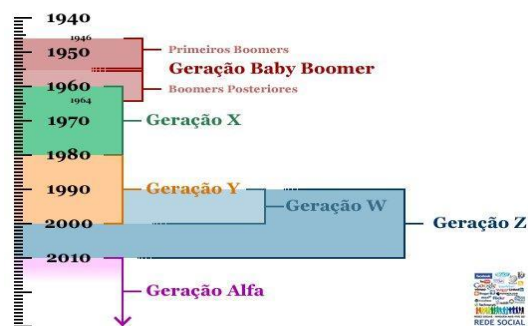 1940
1946
Primeiros Boomers
1950
Geração Baby Boomer
Boomers Posteriores
1960
1964
1970
Geração X
1980
1990
Geração Y
Geração W
2000
Geração Z
2010
Geração Alfa
REDE SOCIAL